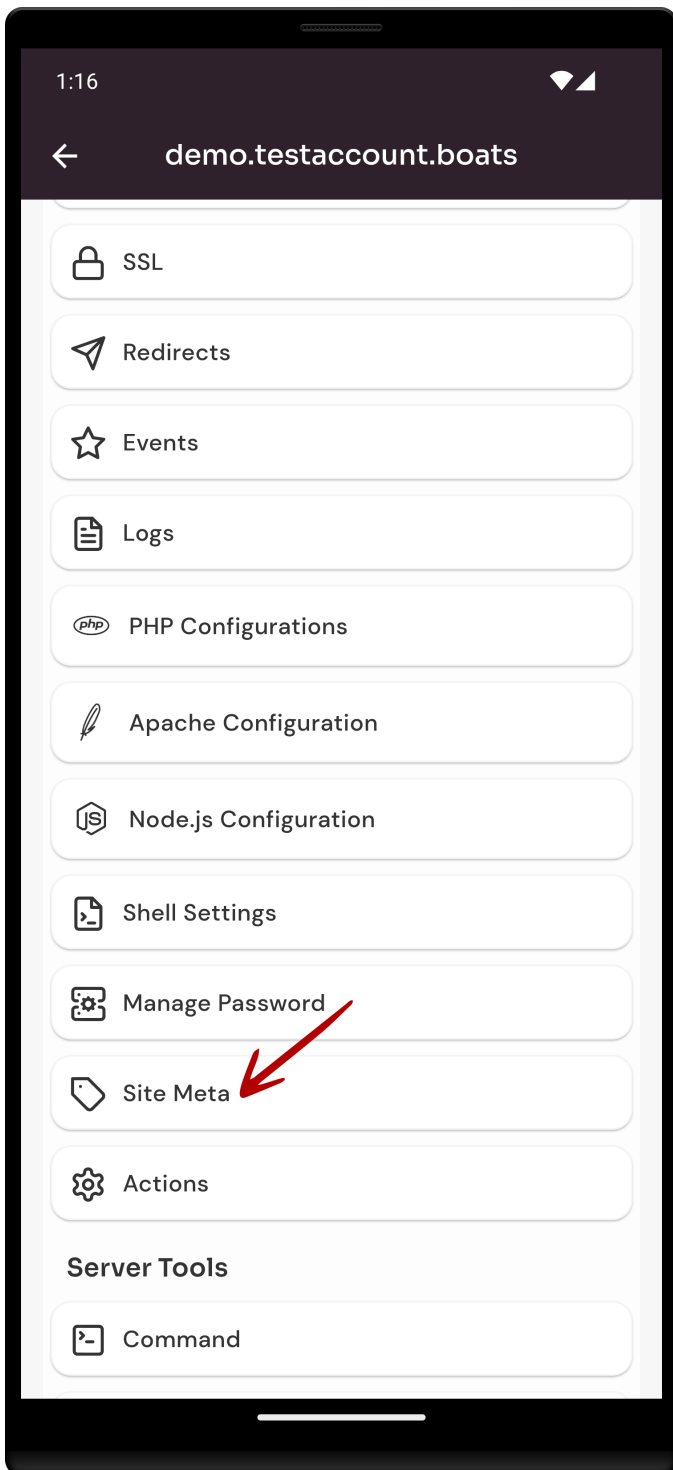 1:16
demo.testaccount.boats
SSL
Redirects
Events
Logs
php PHP Configurations
Apache Configuration
JS Node.js Configuration
Shell Settings
Manage Password
Site Meta
Actions
Server Tools
Command